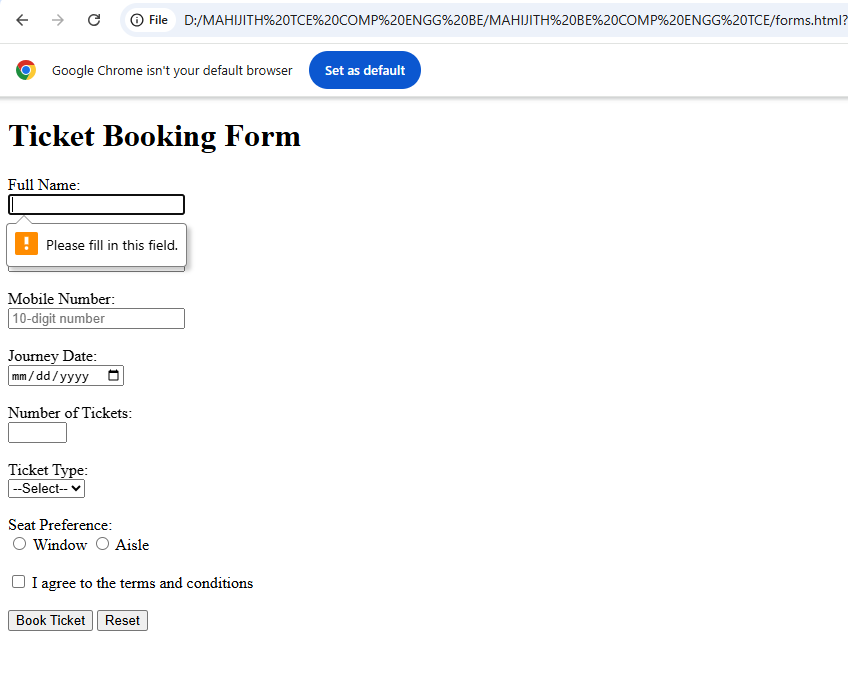 File D:/MAHIJITH%20TCE%20COMP%20ENGG%20BE/MAHIJITH%20BE%20COMP%20ENGG%20TCE/forms.html?
Google Chrome isn't your default browser Set as default
Ticket Booking Form
Full Name:
Please fill in this field.
Mobile Number:
10-digit number
Journey Date:
mm/dd/yyyy
Number of Tickets:
Ticket Type:
--Select--
Seat Preference:
Window Aisle
I agree to the terms and conditions
Book Ticket Reset